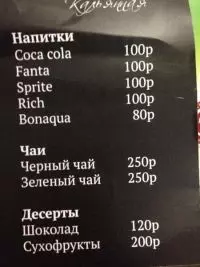 Кальянная
Напитки
Coca cola 100р
Fanta 100р
Sprite 100р
Rich 100р
Bonaqua 80р
Чаи
Черный чай 250р
Зеленый чай 250р
Десерты
Шоколад 120р
Сухофрукты 200р